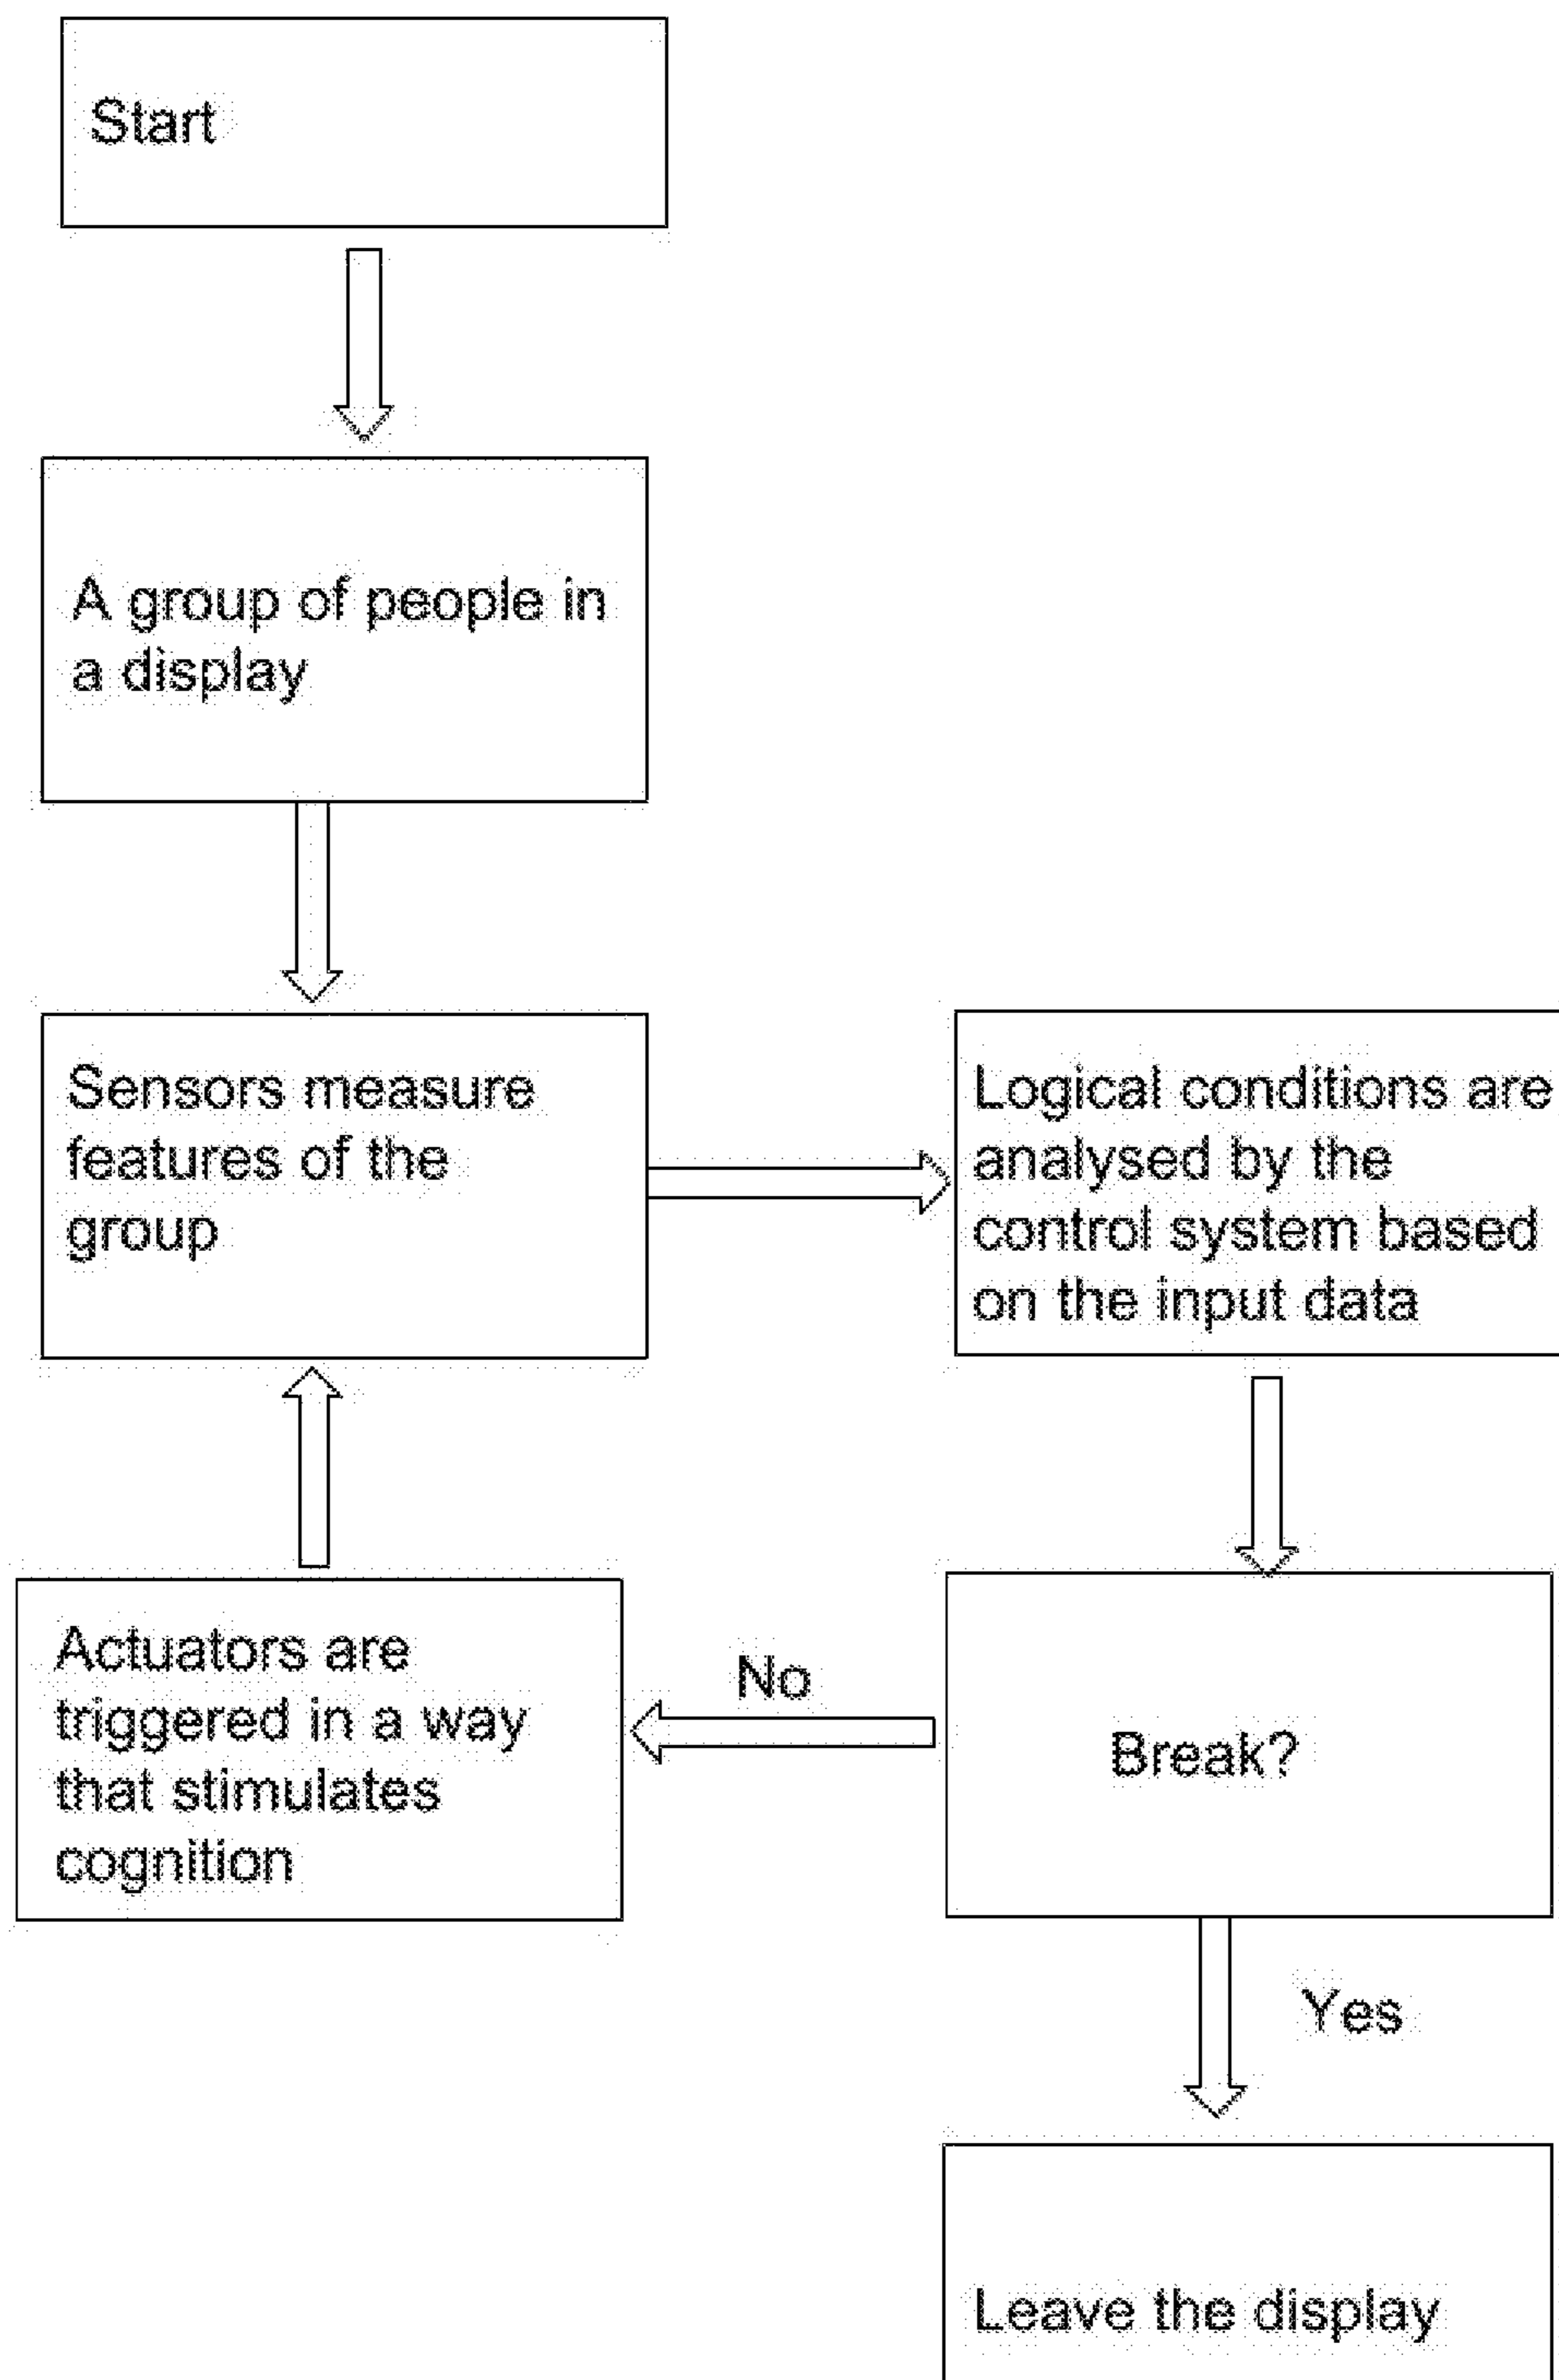 Start
A group of people in
a display
Sensors measure
features of the
group
Logical conditions are
analysed by the
control system based
on the input data
Break?
No
Actuators are
triggered in a way
that stimulates
cognition
Yes
Leave the display